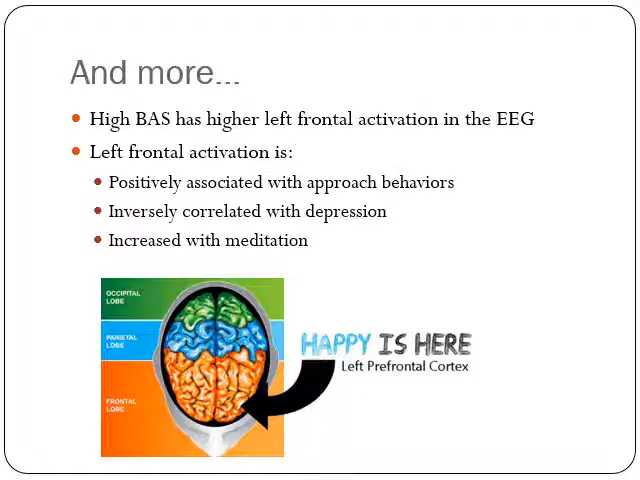 And more...
High BAS has higher left frontal activation in the EEG
Left frontal activation is:
Positively associated with approach behaviors
Inversely correlated with depression
Increased with meditation
OCCIPITAL
LOBE
PARIETAL
LOBE
FRONTAL
LOBE
HAPPY IS HERE
Left Prefrontal Cortex